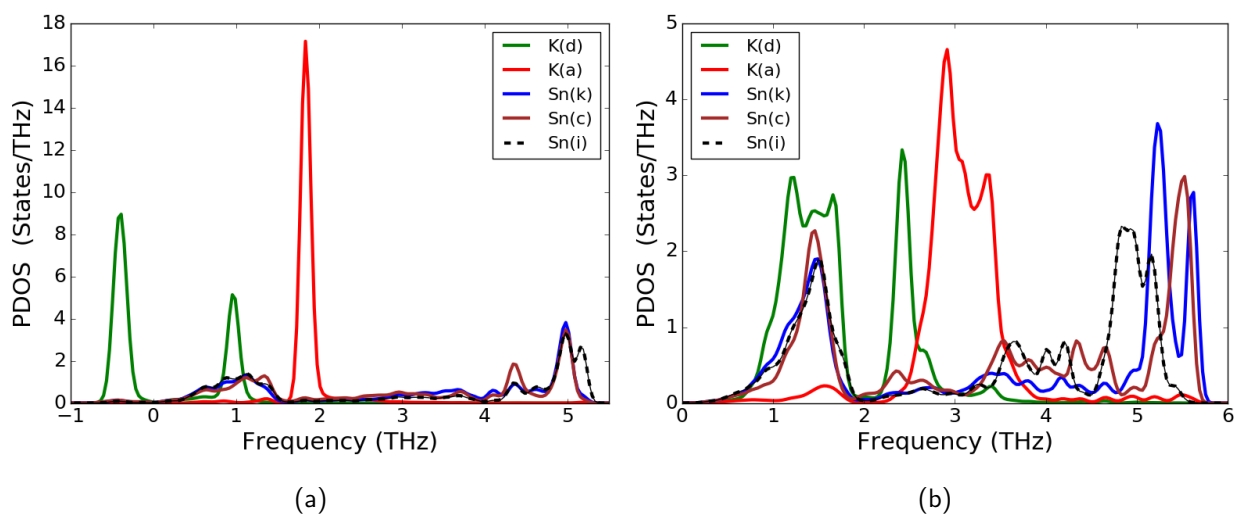 18
16
14
12
10
8
6
4
2
0
PDOS (States/THz)
K(d)
K(a)
Sn(k)
Sn(c)
Sn(i)
−1 0 1 2 3 4 5
Frequency (THz)
(a)
5
4
3
2
1
0
PDOS (States/THz)
K(d)
K(a)
Sn(k)
Sn(c)
Sn(i)
0 1 2 3 4 5 6
Frequency (THz)
(b)